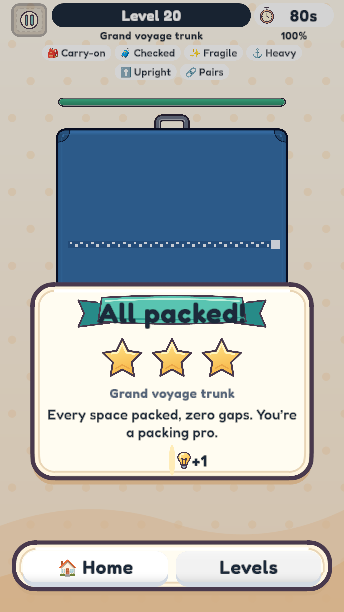 Level 20
80s
Grand voyage trunk
100%
Carry-on
Checked
Fragile
Heavy
Upright
Pairs
All packed!
Grand voyage trunk
Every space packed, zero gaps. You're
a packing pro.
+1
Home
Levels